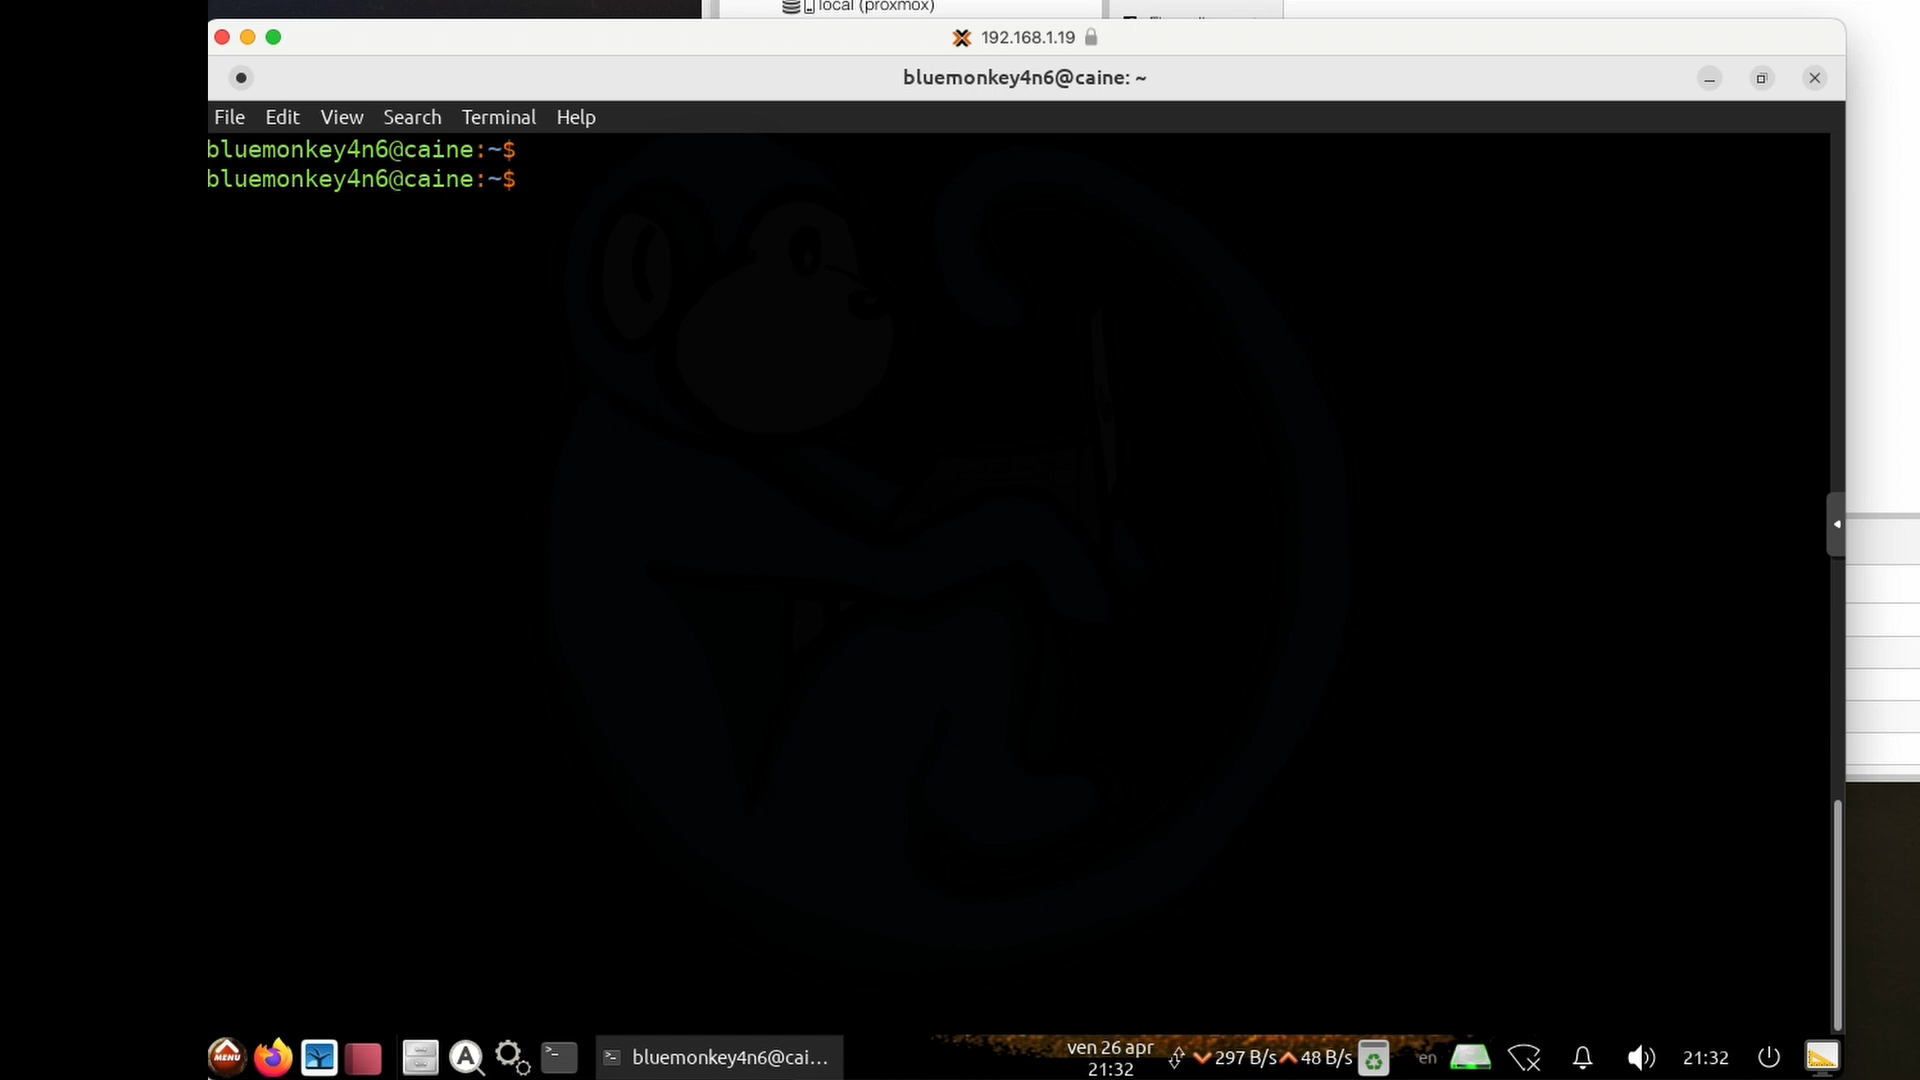 local (proxmox)
192.168.1.19
bluemonkey4n6@caine: ~
File Edit View Search Terminal Help
bluemonkey4n6@caine:~$
bluemonkey4n6@caine:~$
MENU
bluemonkey4n6@cai...
ven 26 apr
21:32
297 B/s
48 B/s
en
21:32